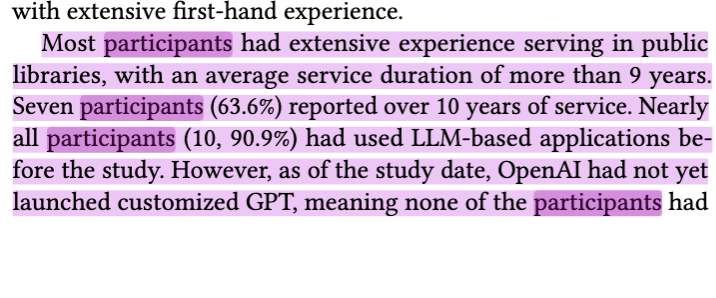 with extensive first-hand experience.
Most participants had extensive experience serving in public
libraries, with an average service duration of more than 9 years.
Seven participants (63.6%) reported over 10 years of service. Nearly
all participants (10, 90.9%) had used LLM-based applications be-
fore the study. However, as of the study date, OpenAI had not yet
launched customized GPT, meaning none of the participants had